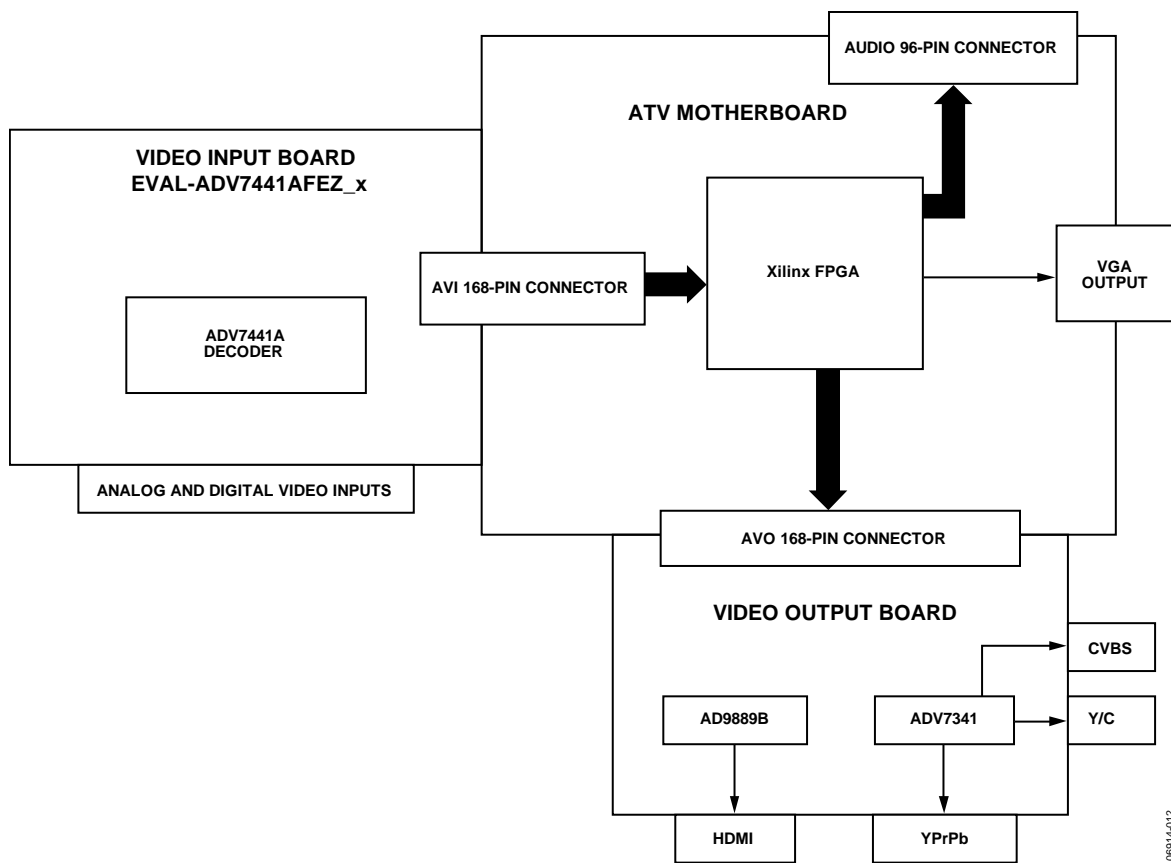 AUDIO 96-PIN CONNECTOR
ATV MOTHERBOARD
VIDEO INPUT BOARD
EVAL-ADV7441AFEZ_x
AVI 168-PIN CONNECTOR
Xilinx FPGA
VGA
OUTPUT
ADV7441A
DECODER
ANALOG AND DIGITAL VIDEO INPUTS
AVO 168-PIN CONNECTOR
VIDEO OUTPUT BOARD
CVBS
AD9889B
ADV7341
Y/C
HDMI
YPrPb
06914-012